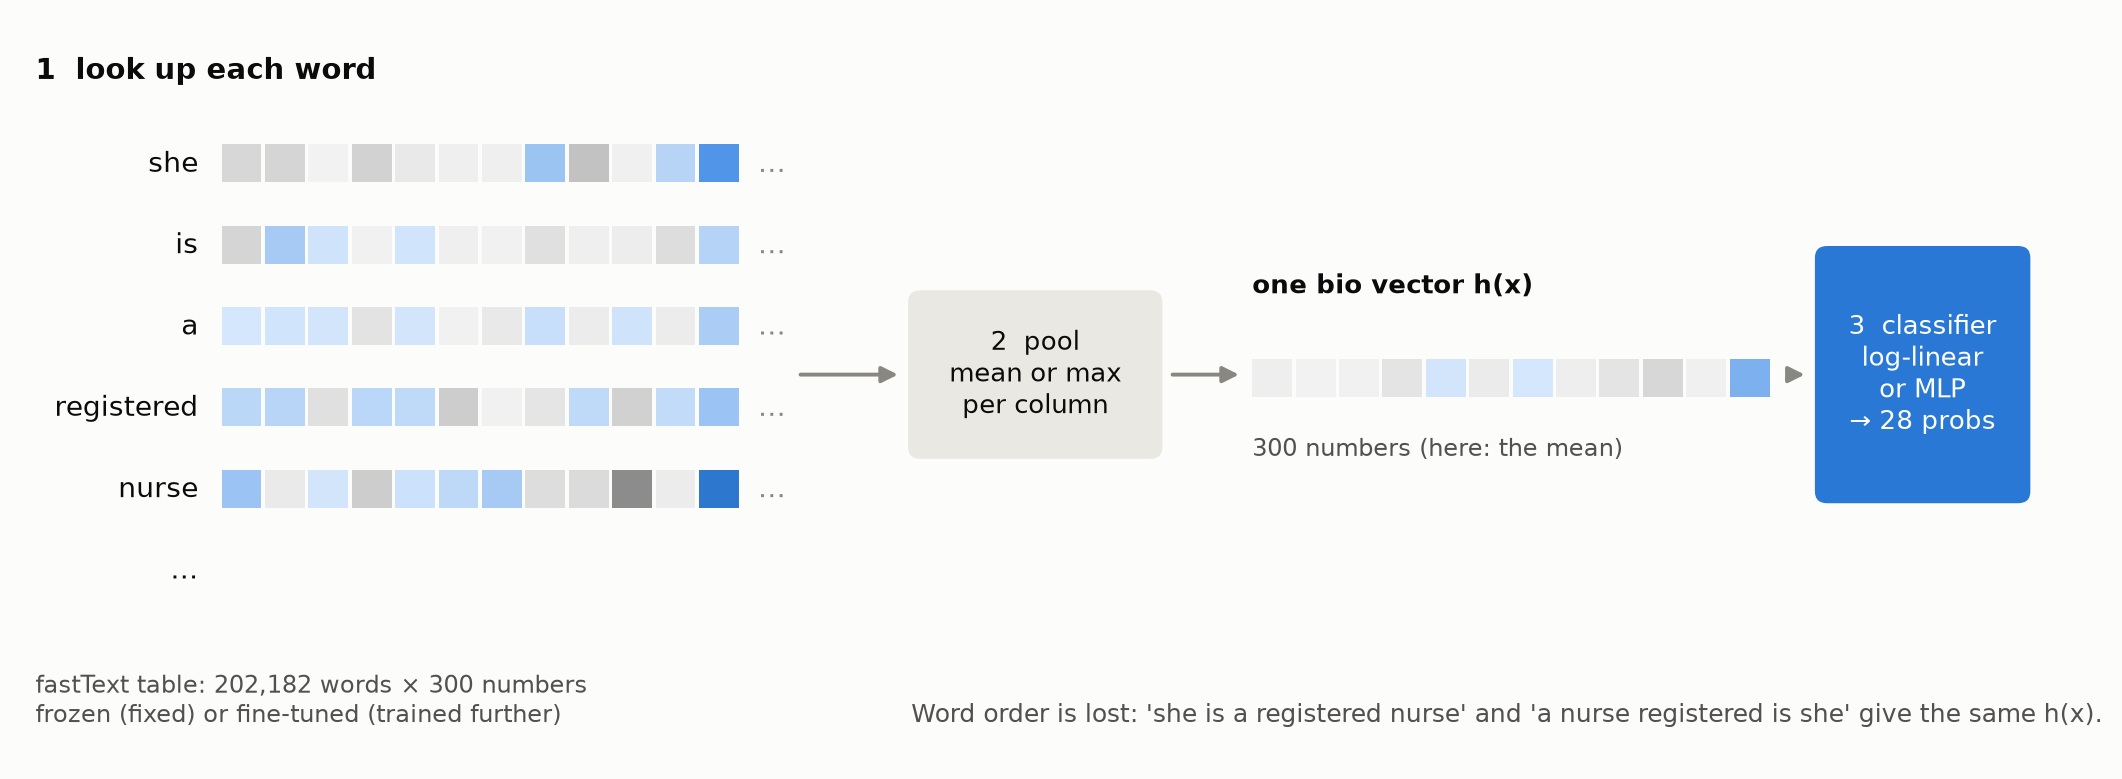 1  look up each word
she
...
is
...
a
...
registered
...
nurse
...
...
2  pool
mean or max
per column
one bio vector h(x)
300 numbers (here: the mean)
3  classifier
log-linear
or MLP
→ 28 probs
fastText table: 202,182 words × 300 numbers
frozen (fixed) or fine-tuned (trained further)
Word order is lost: 'she is a registered nurse' and 'a nurse registered is she' give the same h(x).